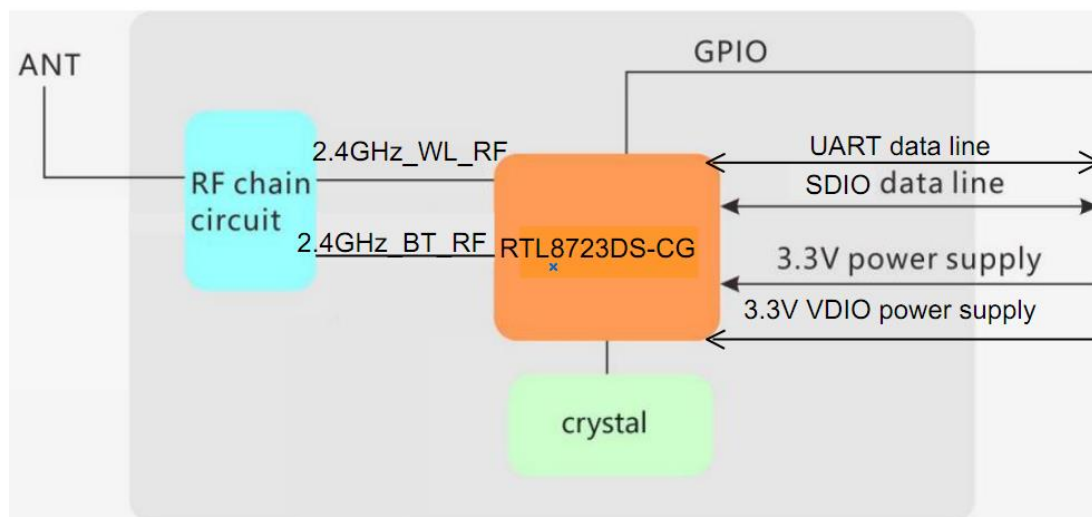 GPIO
ANT
UART data line
2.4GHz_WL_RF
RF chain
circuit
SDIO data line
2.4GHz_BT_RF
RTL8723DS-CG
3.3V power supply
3.3V VDIO power supply
crystal